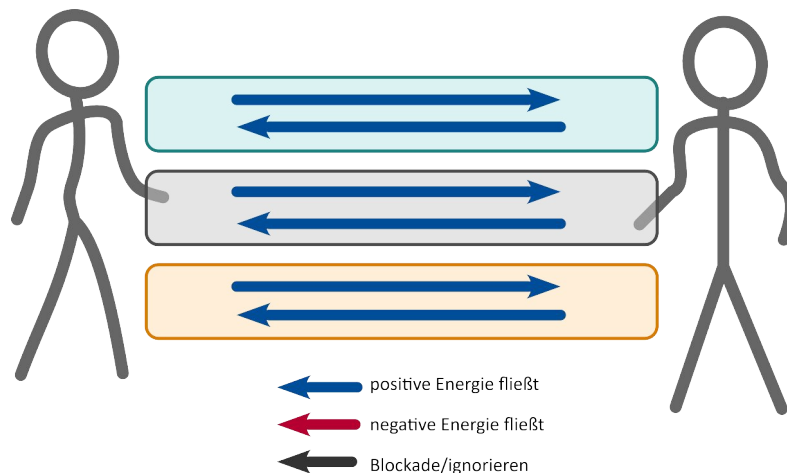 positive Energie fließt
negative Energie fließt
Blockade/ignorieren